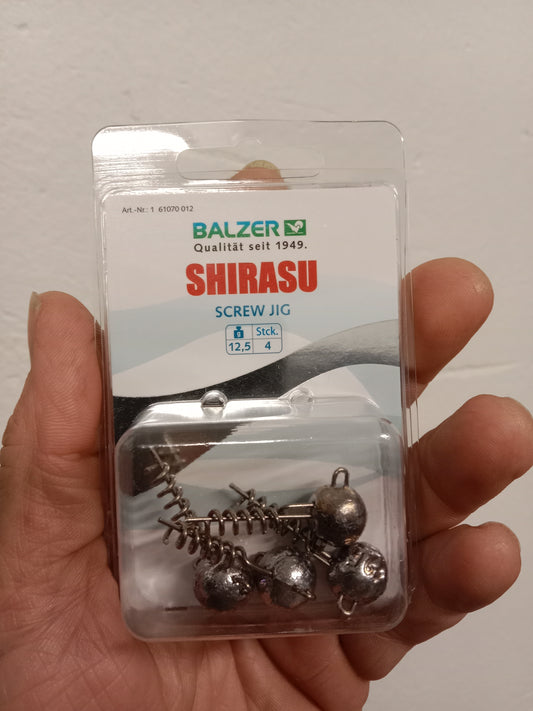 Art.-Nr.: 1 61070 012
BALZER
Qualität seit 1949.
SHIRASU
SCREW JIG
g Stck.
12,5 4